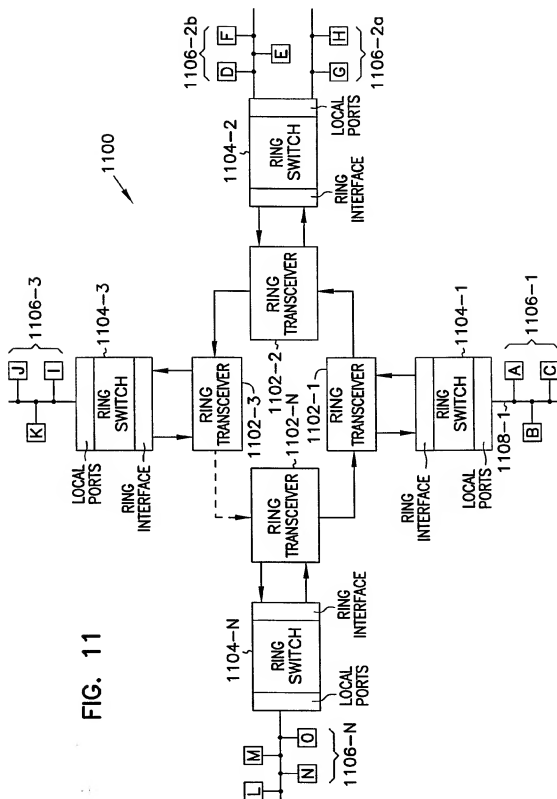 FIG. 11
1100
L
M
N
O
1106-N
LOCAL PORTS
RING
SWITCH
1104-N
RING INTERFACE
RING
TRANSCEIVER
1102-N
K
J
I
1106-3
LOCAL
PORTS
RING
SWITCH
1104-3
RING
INTERFACE
RING
TRANSCEIVER
1102-3
RING
TRANSCEIVER
1102-1
RING
TRANSCEIVER
1102-2
RING
INTERFACE
RING
SWITCH
1104-1
LOCAL
PORTS
1108-1
A
B
C
1106-1
1104-2
RING INTERFACE
RING
SWITCH
LOCAL
PORTS
1106-2b
D
F
E
G
H
1106-2a